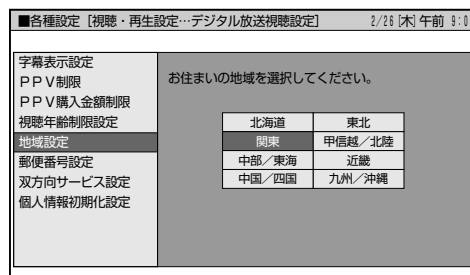 ■各種設定［視聴・再生設定…デジタル放送視聴設定］ 2/26[木]午前 9:0
字幕表示設定
ＰＰＶ制限
ＰＰＶ購入金額制限
視聴年齢制限設定
地域設定
郵便番号設定
双方向サービス設定
個人情報初期化設定
お住まいの地域を選択してください。
北海道 東北
関東 甲信越／北陸
中部／東海 近畿
中国／四国 九州／沖縄